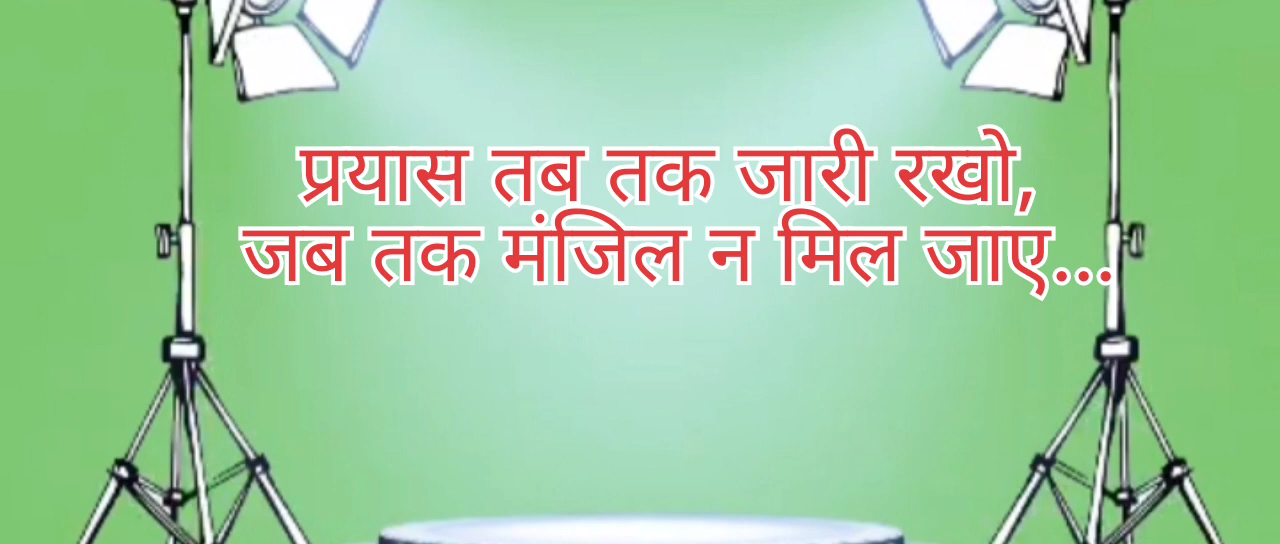 प्रयास तब तक जारी रखो,
जब तक मंजिल न मिल जाए...